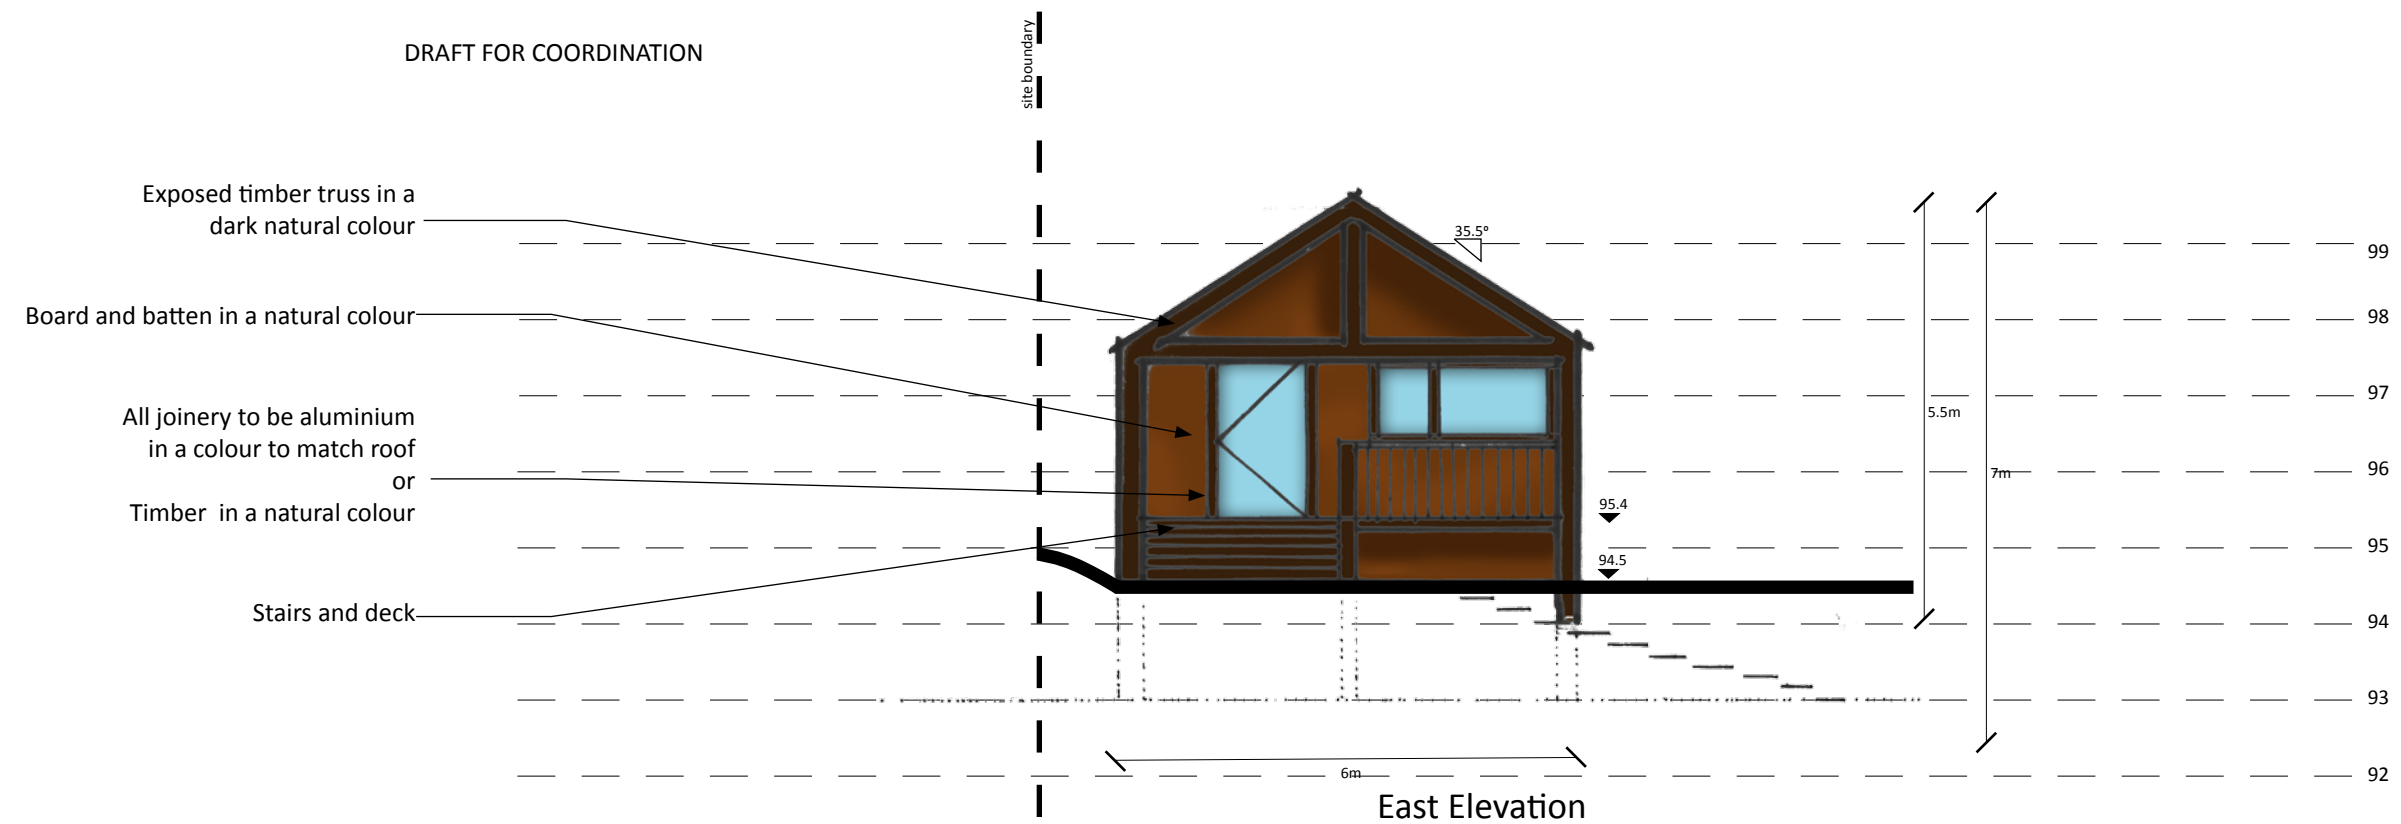 DRAFT FOR COORDINATION
site boundary
Exposed timber truss in a
dark natural colour
Board and batten in a natural colour
All joinery to be aluminium
in a colour to match roof
or
Timber  in a natural colour
Stairs and deck
35.5º
95.4
94.5
5.5m
7m
6m
99
98
97
96
95
94
93
92
East Elevation